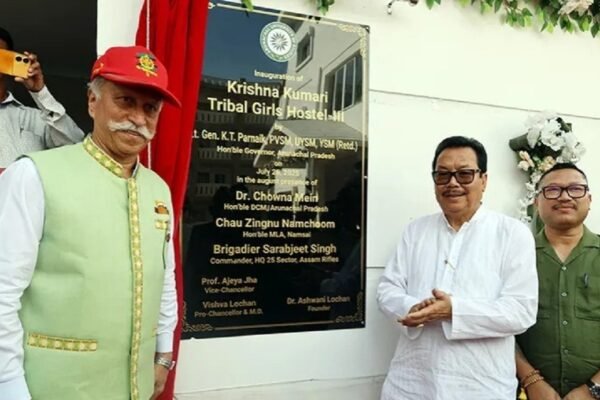 Inauguration of
Krishna Kumari
Tribal Girls Hostel-III
by
Lt. Gen. K.T. Parnaik, PVSM, UYSM, YSM (Retd.)
Hon'ble Governor, Arunachal Pradesh
on
July 26, 2025
in the august presence of
Dr. Chowna Mein
Hon'ble DCM, Arunachal Pradesh
Chau Zingnu Namchoom
Hon'ble MLA, Namsai
Brigadier Sarabjeet Singh
Commander, HQ 25 Sector, Assam Rifles
Prof. Ajeya Jha
Vice-Chancellor
Vishva Lochan
Pro-Chancellor & M.D.
Dr. Ashwani Lochan
Founder